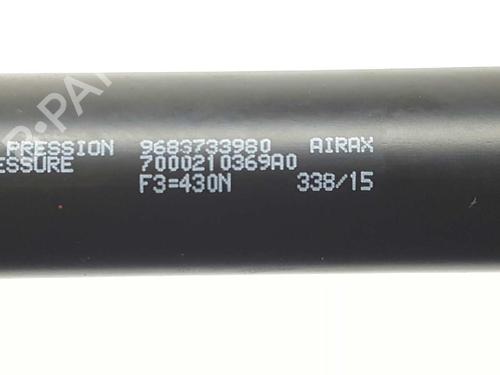 PRESSION 9683733980 AIRAX
ESSURE 7000210369A0
F3=430N 338/15